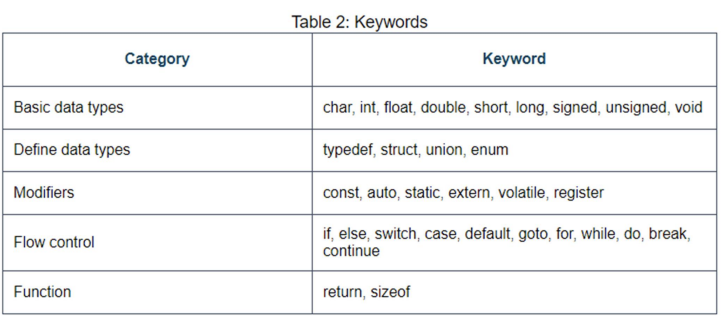 Table 2: Keywords
Category Keyword
Basic data types char, int, float, double, short, long, signed, unsigned, void
Define data types typedef, struct, union, enum
Modifiers const, auto, static, extern, volatile, register
Flow control if, else, switch, case, default, goto, for, while, do, break,
continue
Function return, sizeof